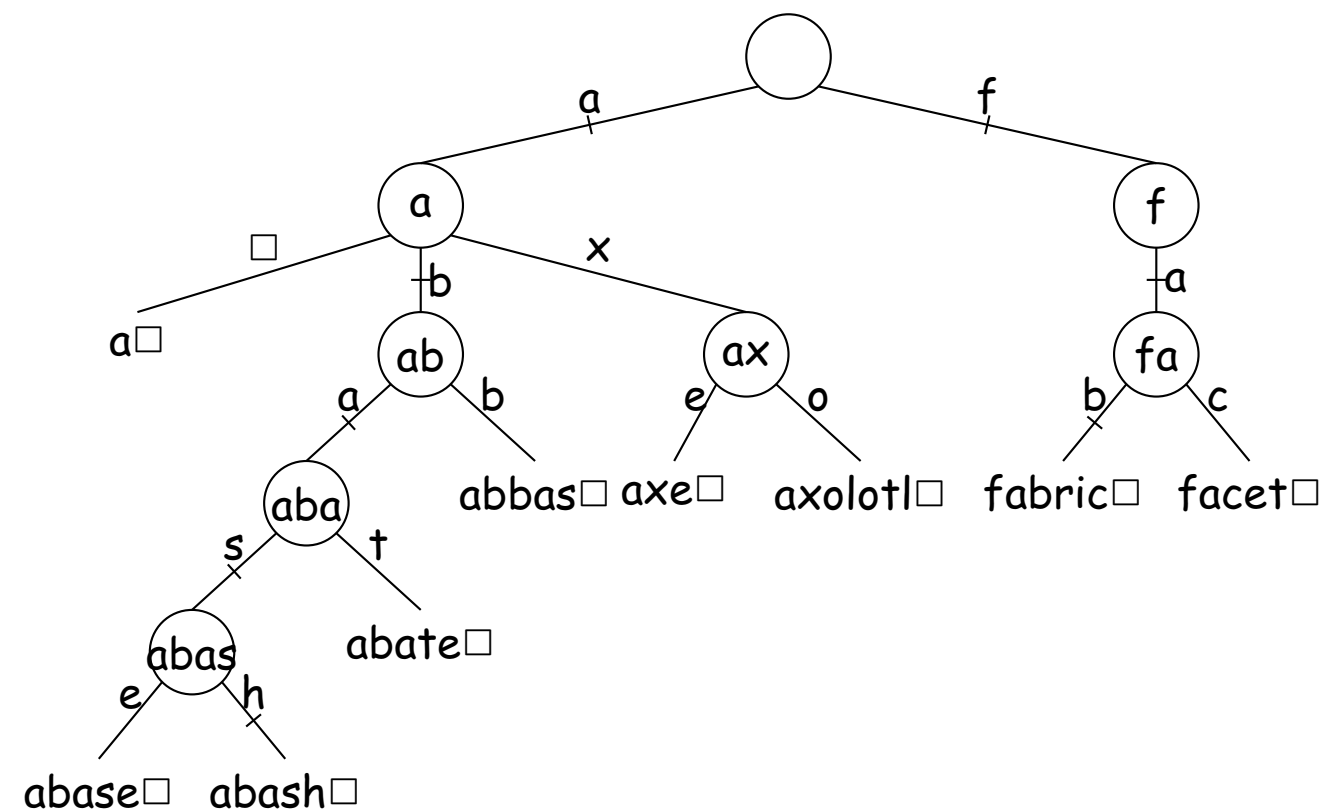 a f
a f
□ b x a
a□ ab ax fa
a b e o b c
aba abbas□ axe□ axolotl□ fabric□ facet□
s t
abas abate□
e h
abase□ abash□